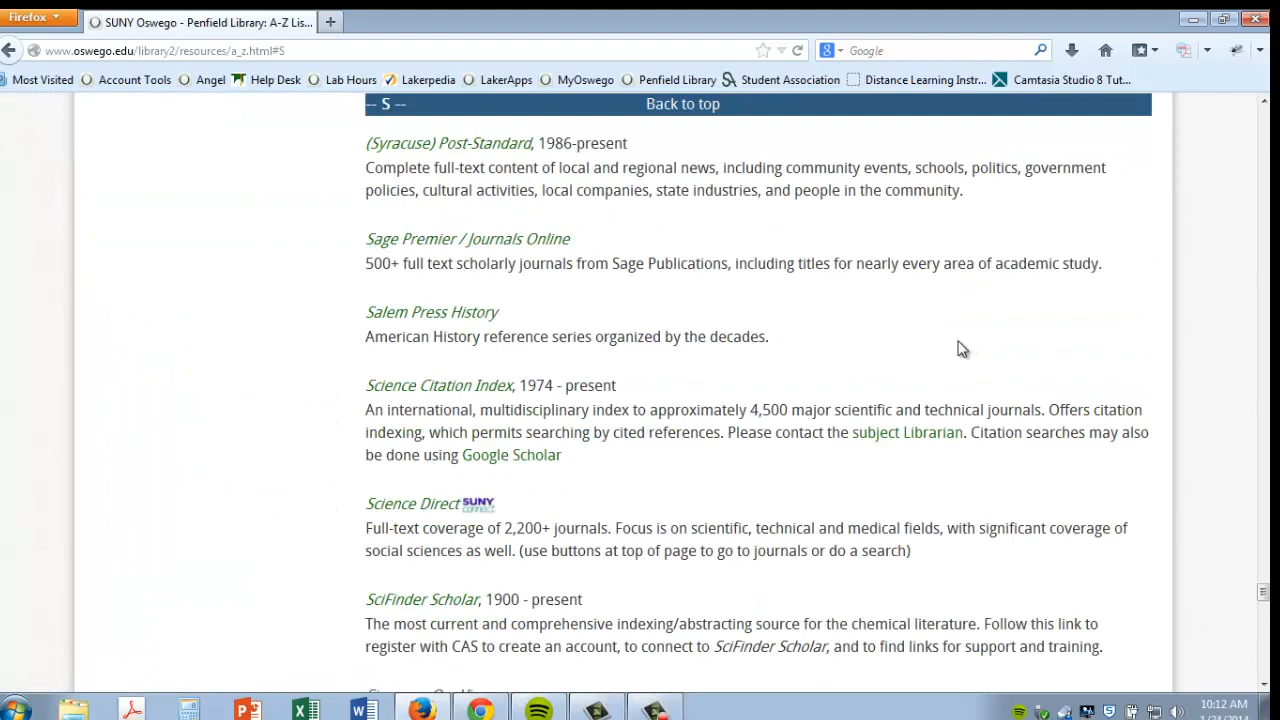 Firefox
SUNY Oswego - Penfield Library: A-Z Lis...
www.oswego.edu/library2/resources/a_z.html#S
Google
Most Visited Account Tools Angel Help Desk Lab Hours Lakerpedia LakerApps MyOswego Penfield Library Student Association Distance Learning Instr... Camtasia Studio 8 Tut...
-- S -- Back to top
(Syracuse) Post-Standard, 1986-present
Complete full-text content of local and regional news, including community events, schools, politics, government
policies, cultural activities, local companies, state industries, and people in the community.
Sage Premier / Journals Online
500+ full text scholarly journals from Sage Publications, including titles for nearly every area of academic study.
Salem Press History
American History reference series organized by the decades.
Science Citation Index, 1974 - present
An international, multidisciplinary index to approximately 4,500 major scientific and technical journals. Offers citation
indexing, which permits searching by cited references. Please contact the subject Librarian. Citation searches may also
be done using Google Scholar
Science Direct SUNY connect
Full-text coverage of 2,200+ journals. Focus is on scientific, technical and medical fields, with significant coverage of
social sciences as well. (use buttons at top of page to go to journals or do a search)
SciFinder Scholar, 1900 - present
The most current and comprehensive indexing/abstracting source for the chemical literature. Follow this link to
register with CAS to create an account, to connect to SciFinder Scholar, and to find links for support and training.
10:12 AM
1/24/2014